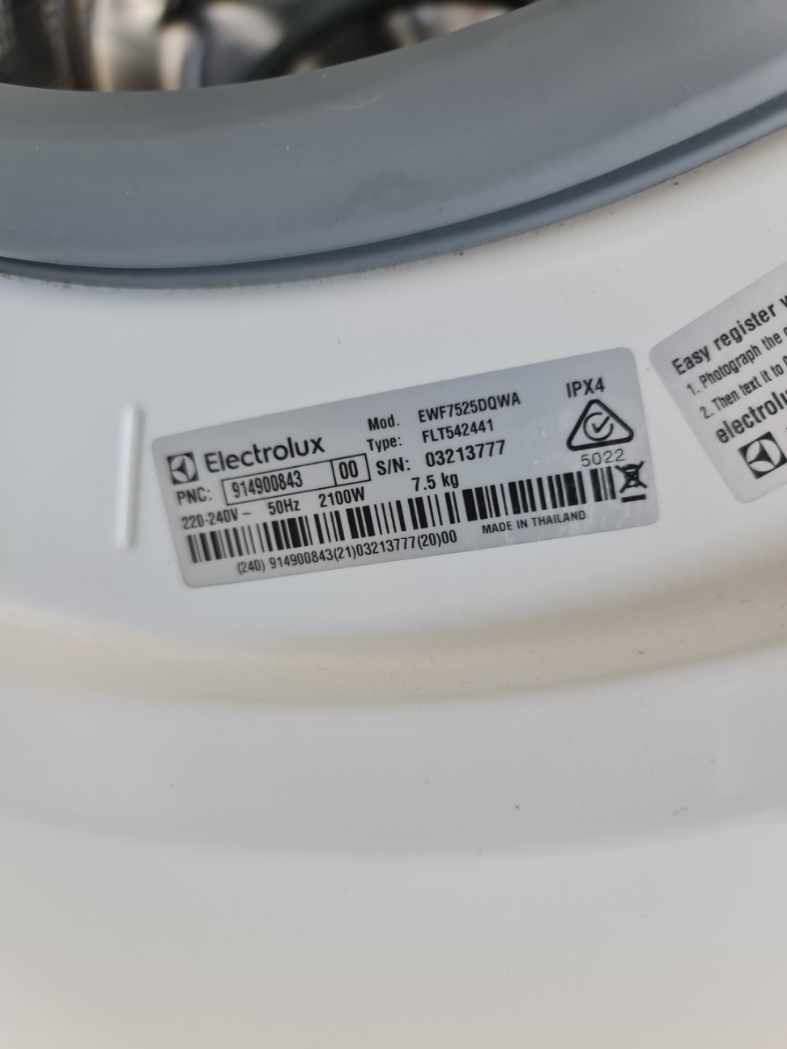 Electrolux
Mod. EWF7525DQWA
Type: FLT542441
IPX4
PNC: 914900843 00
S/N: 03213777
5022
220-240V~ 50Hz 2100W 7.5 kg
MADE IN THAILAND
(240) 914900843(21)03213777(20)00
Easy register
1. Photograph the
2. Then text it to